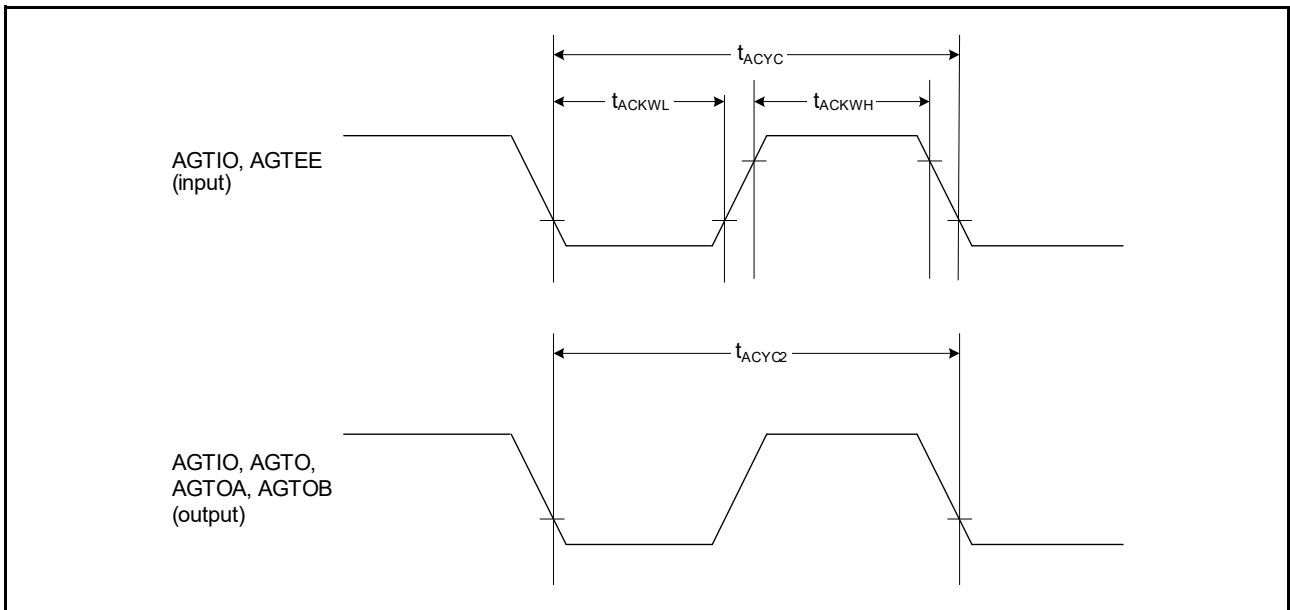 tACYC
tACKWL
tACKWH
AGTIO, AGTEE
(input)
tACYC2
AGTIO, AGTO,
AGTOA, AGTOB
(output)